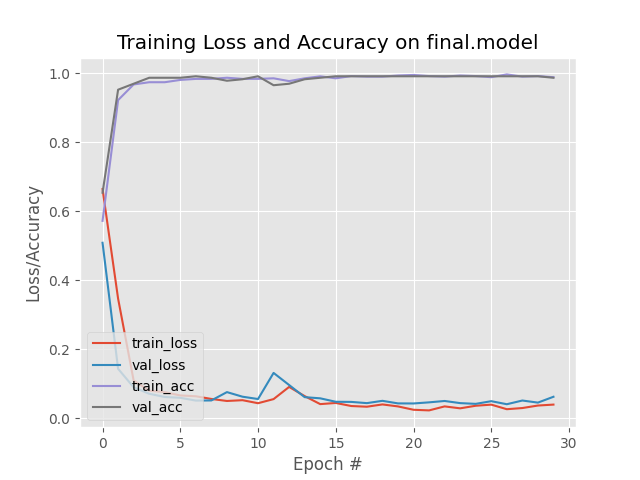 Training Loss and Accuracy on final.model
Loss/Accuracy
1.0
0.8
0.6
0.4
0.2
0.0
train_loss
val_loss
train_acc
val_acc
0 5 10 15 20 25 30
Epoch #